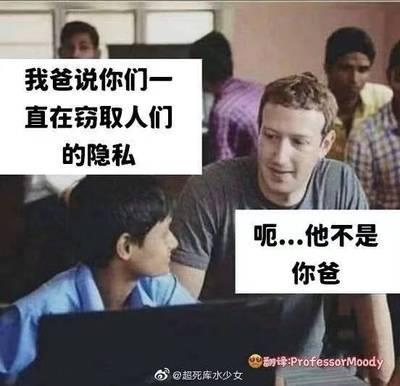 我爸说你们一
直在窃取人们
的隐私
呃...他不是
你爸
翻译:ProfessorMoody
@超死库水少女